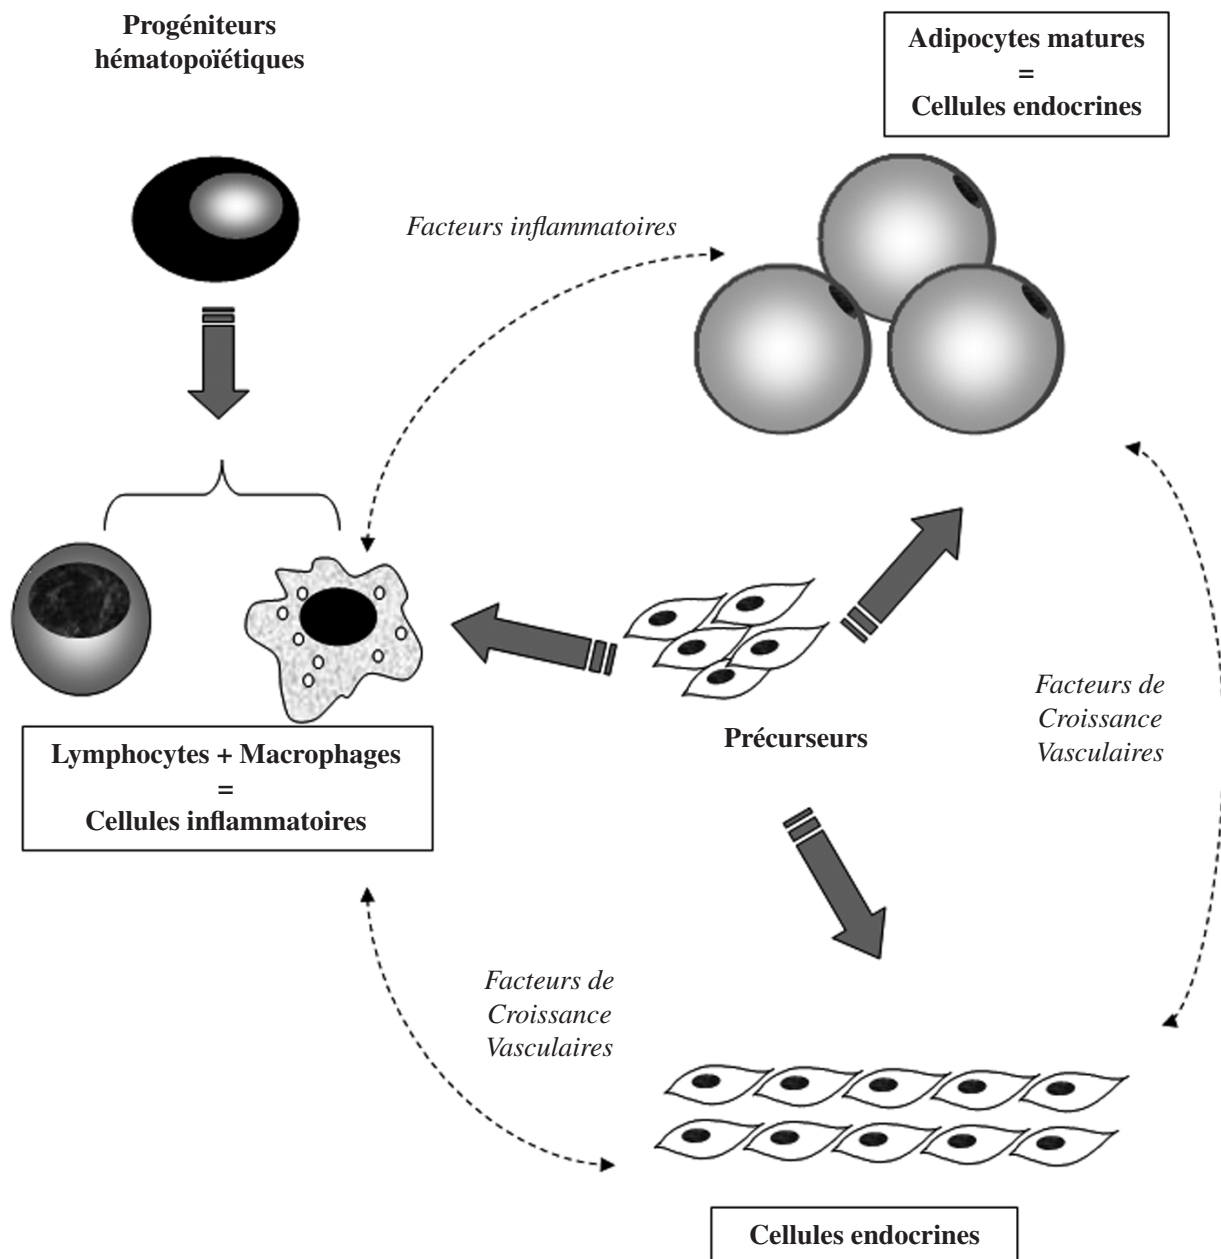 Progéniteurs
hématopoïétiques
Adipocytes matures
=
Cellules endocrines
Facteurs inflammatoires
Facteurs de
Croissance
Vasculaires
Précurseurs
Lymphocytes + Macrophages
=
Cellules inflammatoires
Facteurs de
Croissance
Vasculaires
Cellules endocrines